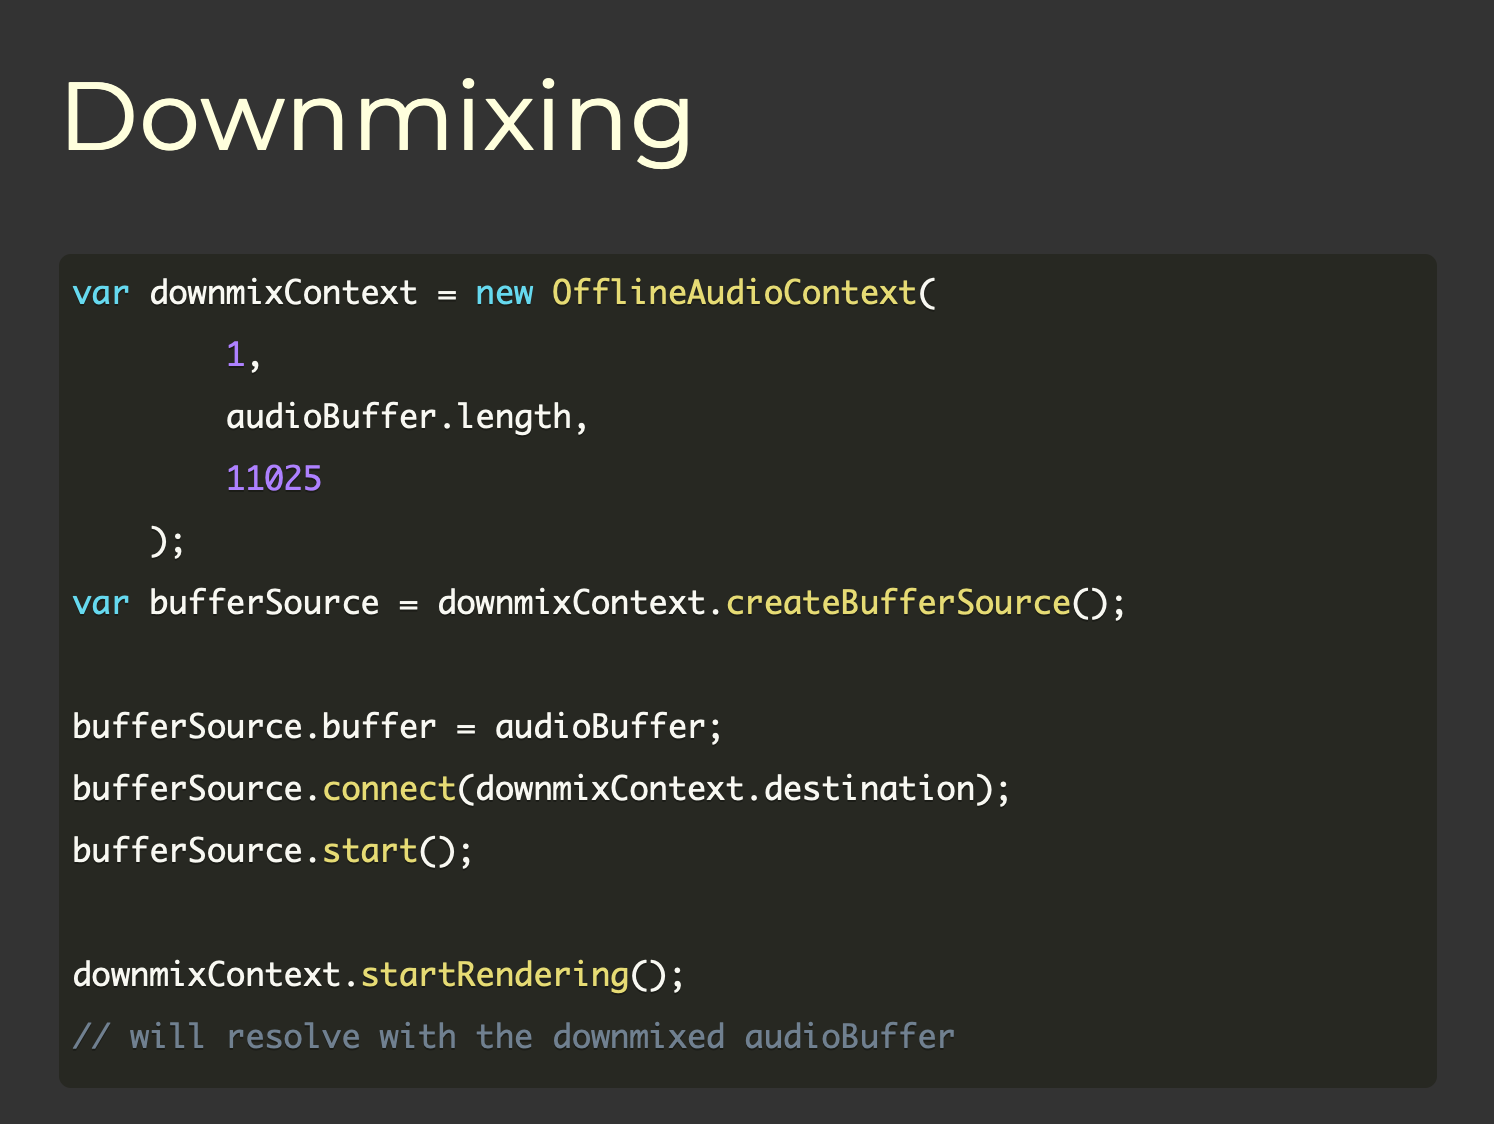 Downmixing
var downmixContext = new OfflineAudioContext(
        1,
        audioBuffer.length,
        11025
    );
var bufferSource = downmixContext.createBufferSource();
bufferSource.buffer = audioBuffer;
bufferSource.connect(downmixContext.destination);
bufferSource.start();
downmixContext.startRendering();
// will resolve with the downmixed audioBuffer